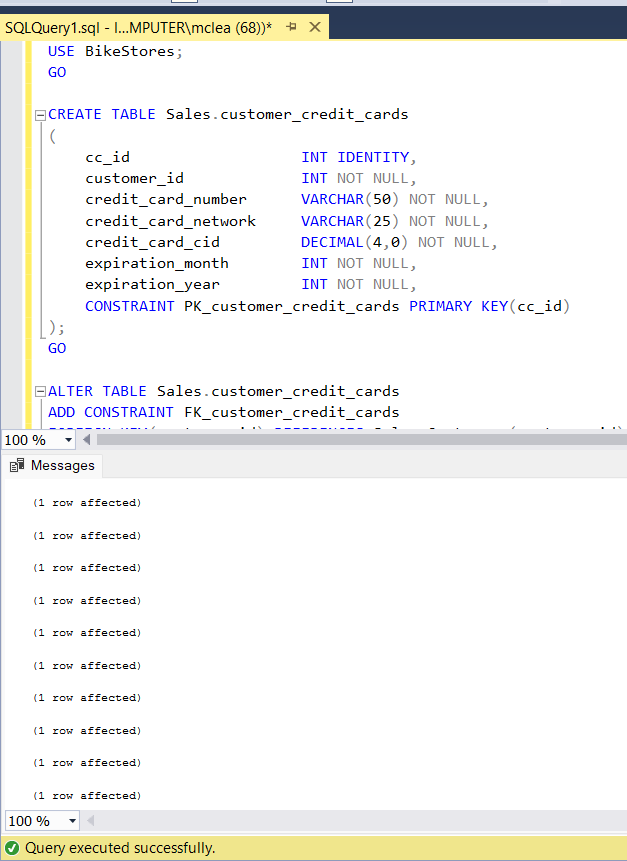 SQLQuery1.sql - I...MPUTER\mclea (68))*
USE BikeStores;
GO
CREATE TABLE Sales.customer_credit_cards
(
cc_id INT IDENTITY,
customer_id INT NOT NULL,
credit_card_number VARCHAR(50) NOT NULL,
credit_card_network VARCHAR(25) NOT NULL,
credit_card_cid DECIMAL(4,0) NOT NULL,
expiration_month INT NOT NULL,
expiration_year INT NOT NULL,
CONSTRAINT PK_customer_credit_cards PRIMARY KEY(cc_id)
);
GO
ALTER TABLE Sales.customer_credit_cards
ADD CONSTRAINT FK_customer_credit_cards
100 %
Messages
(1 row affected)
(1 row affected)
(1 row affected)
(1 row affected)
(1 row affected)
(1 row affected)
(1 row affected)
(1 row affected)
(1 row affected)
(1 row affected)
100 %
Query executed successfully.